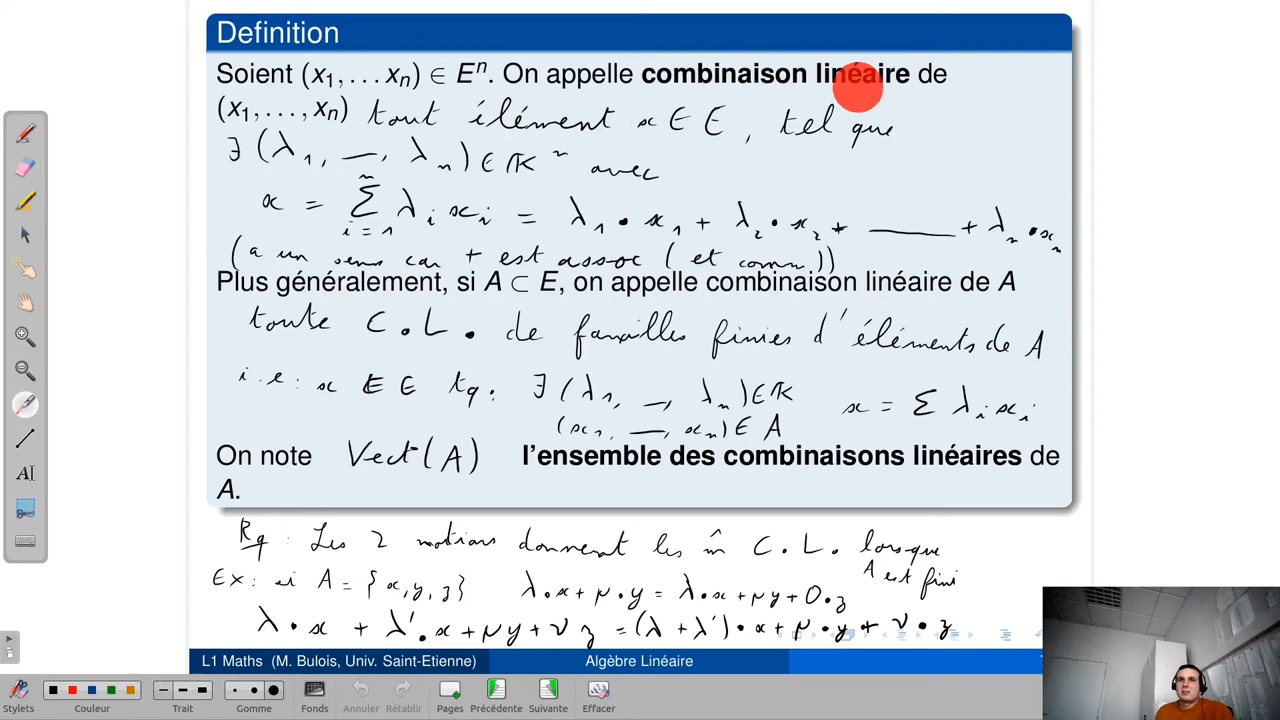 Definition
Soient (x₁, … xₙ) ∈ Eⁿ. On appelle combinaison linéaire de
(x₁, …, xₙ) tout élément x ∈ E, tel que
∃ (λ₁, —, λₙ) ∈ 𝕂ⁿ avec
x = Σⁿᵢ₌₁ λᵢ xᵢ = λ₁ • x₁ + λ₂ • x₂ + ——— + λₙ • xₙ
(a un sens car + est assoc (et comm))
Plus généralement, si A ⊂ E, on appelle combinaison linéaire de A
toute C.L. de familles finies d'éléments de A
i.e: x ∈ E tq. ∃ (λ₁, —, λₙ) ∈ 𝕂 x = Σ λᵢ xᵢ
(x₁, —, xₙ) ∈ A
On note Vect(A) l'ensemble des combinaisons linéaires de
A.
Rq : Les 2 notions donnent les m̂ C.L. lorsque
A est fini
Ex: si A = {x, y, z} λ•x + μ•y = λ•x + μy + 0•z
λ•x + λ'•x + μy + νz = (λ + λ')•x + μ•y + ν•z
L1 Maths (M. Bulois, Univ. Saint-Etienne) Algèbre Linéaire
Stylets Couleur Trait Gomme Fonds Annuler Rétablir Pages Précédente Suivante Effacer